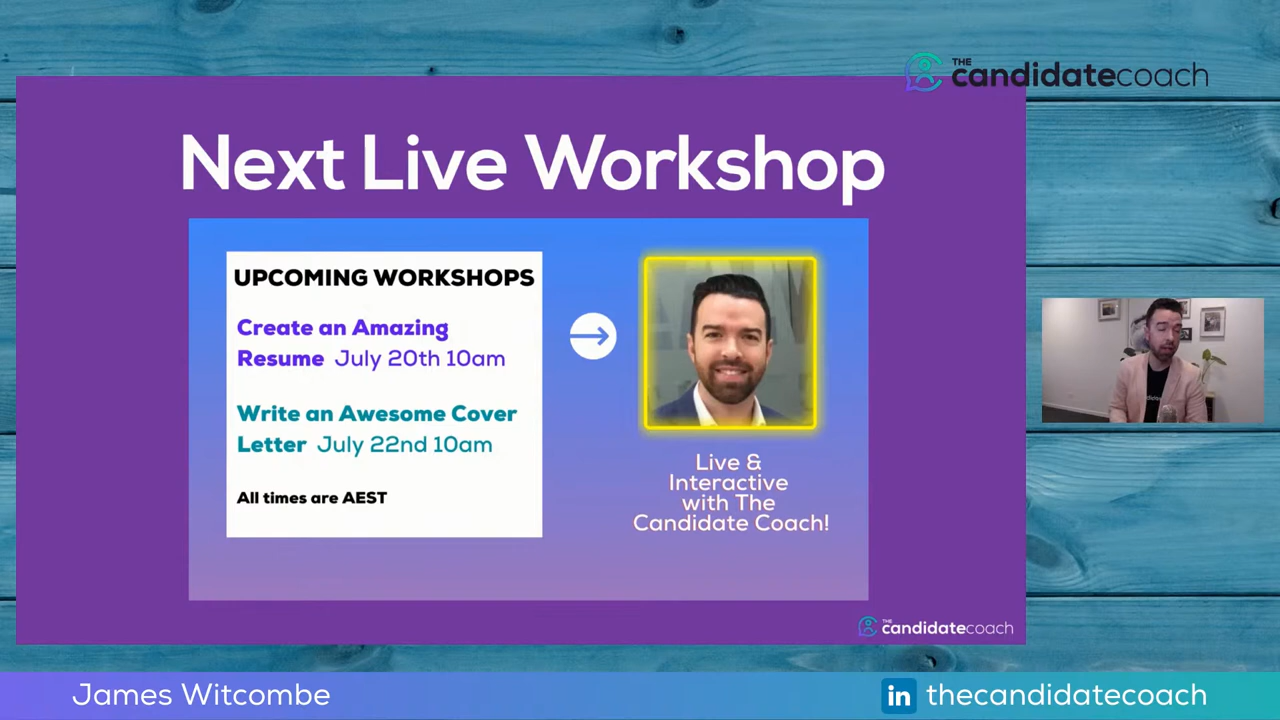 THE
candidatecoach
Next Live Workshop
UPCOMING WORKSHOPS
Create an Amazing
Resume July 20th 10am
Write an Awesome Cover
Letter July 22nd 10am
All times are AEST
Live &
Interactive
with The
Candidate Coach!
THE
candidatecoach
James Witcombe
in thecandidatecoach